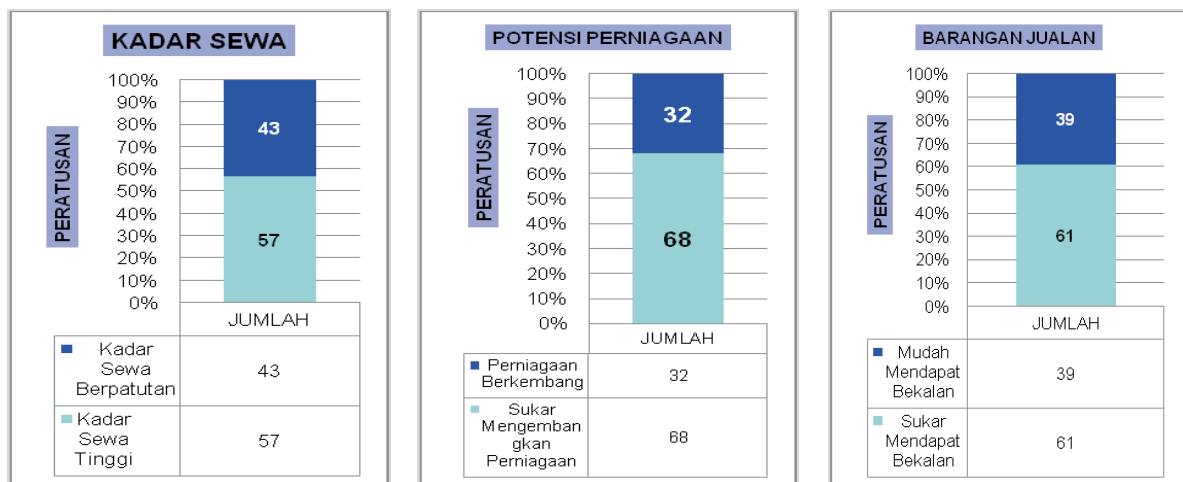 KADAR SEWA
PERATUSAN
100%
90%
80%
70%
60%
50%
40%
30%
20%
10%
0%
43
57
JUMLAH
Kadar
Sewa
Berpatutan
43
Kadar
Sewa
Tinggi
57
POTENSI PERNIAGAAN
PERATUSAN
100%
90%
80%
70%
60%
50%
40%
30%
20%
10%
0%
32
68
JUMLAH
Perniagaan
Berkembang
32
Sukar
Mengemban
gkan
Perniagaan
68
BARANGAN JUALAN
PERATUSAN
100%
90%
80%
70%
60%
50%
40%
30%
20%
10%
0%
39
61
JUMLAH
Mudah
Mendapat
Bekalan
39
Sukar
Mendapat
Bekalan
61